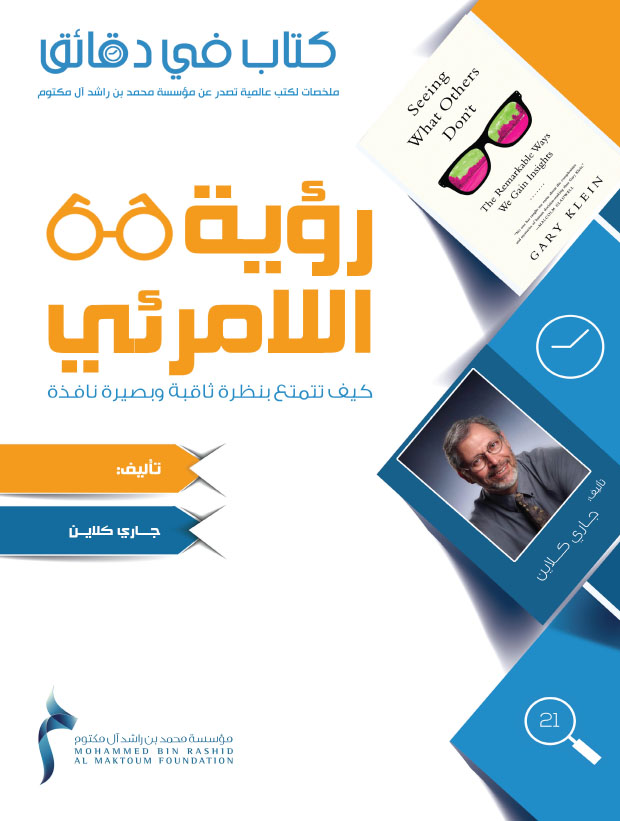 كتاب في دقائق
ملخصات لكتب عالمية تصدر عن مؤسسة محمد بن راشد آل مكتوم
Seeing
What Others
Don't
The Remarkable Ways
We Gain Insights
GARY KLEIN
رؤية
اللامرئي
كيف تتمتع بنظرة ثاقبة وبصيرة نافذة
تأليف:
جاري كلاين
تأليف:
جاري كلاين
21
مؤسسة محمد بن راشد آل مكتوم
MOHAMMED BIN RASHID
AL MAKTOUM FOUNDATION